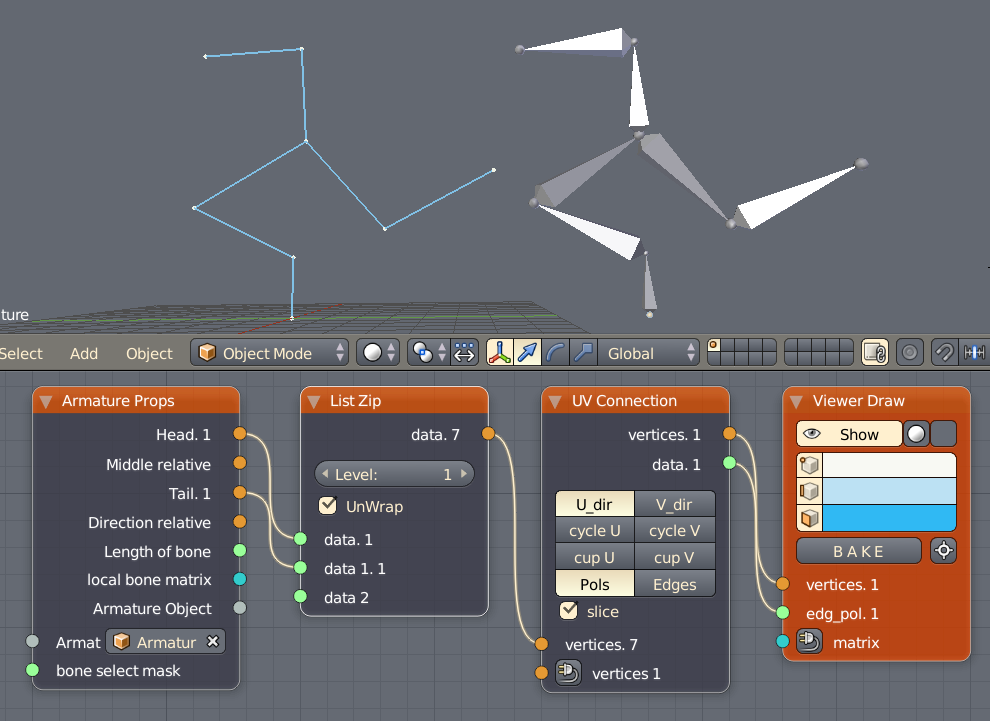 ture
Select Add Object Object Mode Global
Armature Props
Head. 1
Middle relative
Tail. 1
Direction relative
Length of bone
local bone matrix
Armature Object
Armat Armatur
bone select mask
List Zip
data. 7
Level: 1
UnWrap
data. 1
data 1. 1
data 2
UV Connection
vertices. 1
data. 1
U_dir V_dir
cycle U cycle V
cup U cup V
Pols Edges
slice
vertices. 7
vertices 1
Viewer Draw
Show
BAKE
vertices. 1
edg_pol. 1
matrix